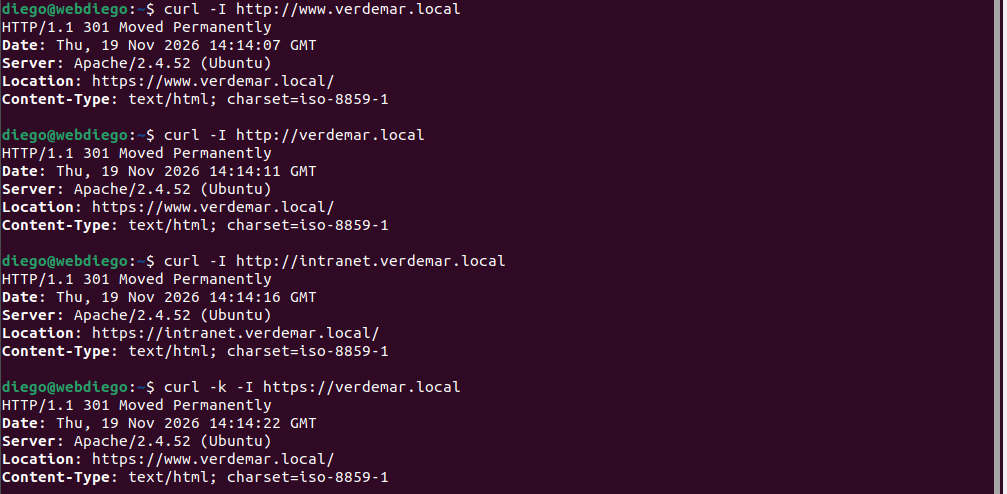 diego@webdiego:~$ curl -I http://www.verdemar.local
HTTP/1.1 301 Moved Permanently
Date: Thu, 19 Nov 2026 14:14:07 GMT
Server: Apache/2.4.52 (Ubuntu)
Location: https://www.verdemar.local/
Content-Type: text/html; charset=iso-8859-1
diego@webdiego:~$ curl -I http://verdemar.local
HTTP/1.1 301 Moved Permanently
Date: Thu, 19 Nov 2026 14:14:11 GMT
Server: Apache/2.4.52 (Ubuntu)
Location: https://www.verdemar.local/
Content-Type: text/html; charset=iso-8859-1
diego@webdiego:~$ curl -I http://intranet.verdemar.local
HTTP/1.1 301 Moved Permanently
Date: Thu, 19 Nov 2026 14:14:16 GMT
Server: Apache/2.4.52 (Ubuntu)
Location: https://intranet.verdemar.local/
Content-Type: text/html; charset=iso-8859-1
diego@webdiego:~$ curl -k -I https://verdemar.local
HTTP/1.1 301 Moved Permanently
Date: Thu, 19 Nov 2026 14:14:22 GMT
Server: Apache/2.4.52 (Ubuntu)
Location: https://www.verdemar.local/
Content-Type: text/html; charset=iso-8859-1